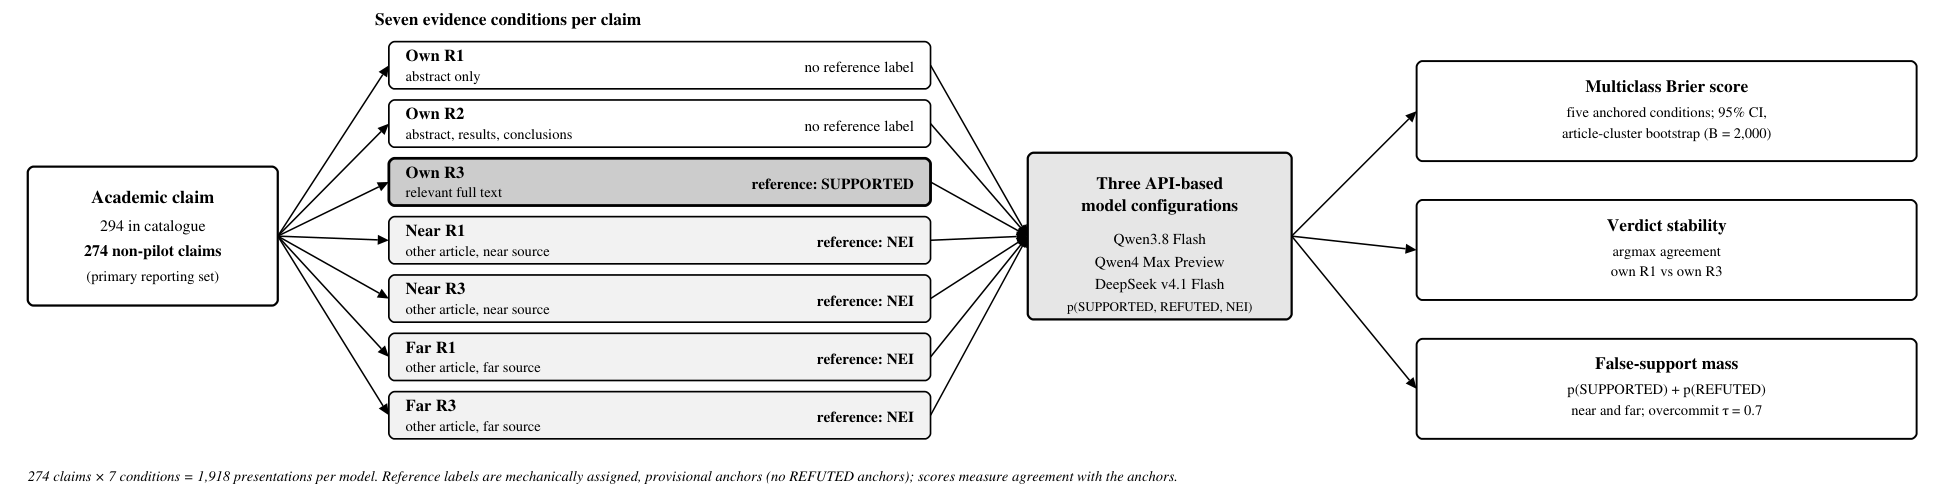 Seven evidence conditions per claim
Academic claim
294 in catalogue
274 non-pilot claims
(primary reporting set)
Own R1
abstract only
no reference label
Own R2
abstract, results, conclusions
no reference label
Own R3
relevant full text
reference: SUPPORTED
Near R1
other article, near source
reference: NEI
Near R3
other article, near source
reference: NEI
Far R1
other article, far source
reference: NEI
Far R3
other article, far source
reference: NEI
Three API-based
model configurations
Qwen3.8 Flash
Qwen4 Max Preview
DeepSeek v4.1 Flash
p(SUPPORTED, REFUTED, NEI)
Multiclass Brier score
five anchored conditions; 95% CI,
article-cluster bootstrap (B = 2,000)
Verdict stability
argmax agreement
own R1 vs own R3
False-support mass
p(SUPPORTED) + p(REFUTED)
near and far; overcommit τ = 0.7
274 claims × 7 conditions = 1,918 presentations per model. Reference labels are mechanically assigned, provisional anchors (no REFUTED anchors); scores measure agreement with the anchors.